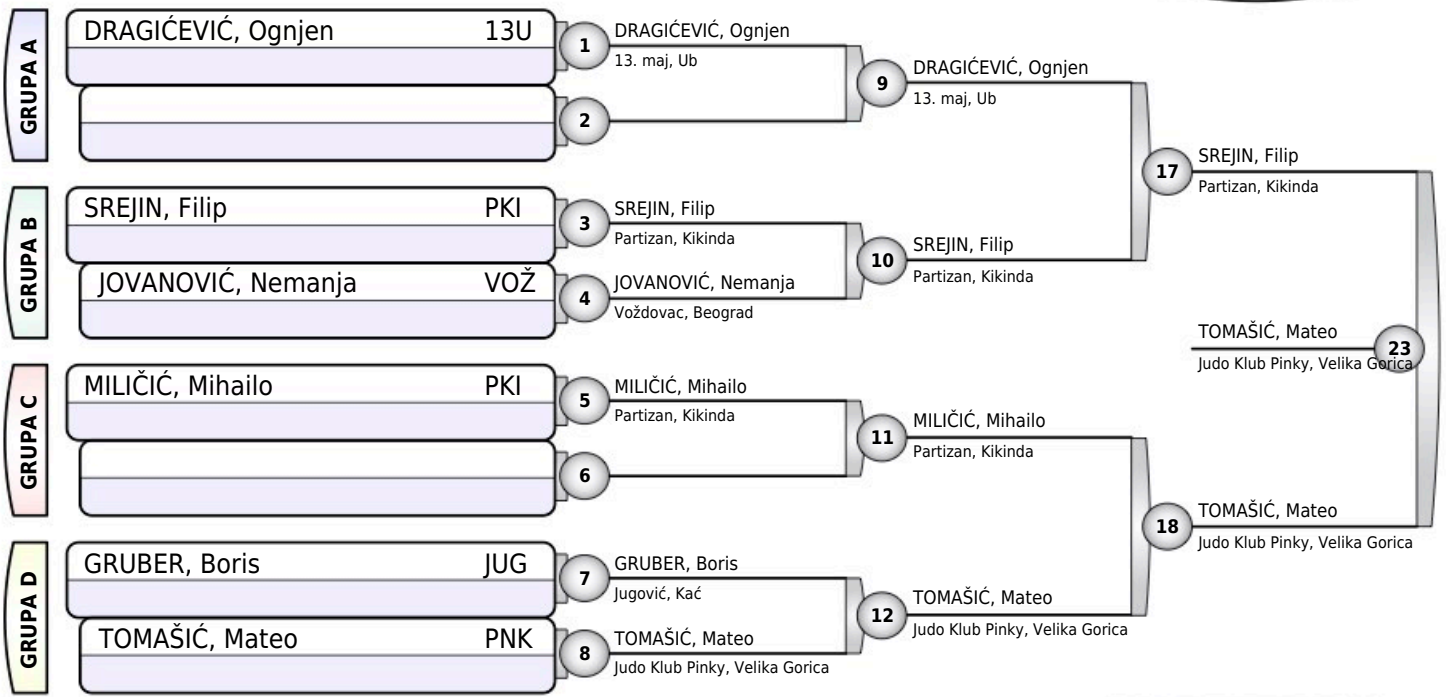 GRUPA A
DRAGIĆEVIĆ, Ognjen 13U
1
2
DRAGIĆEVIĆ, Ognjen
13. maj, Ub
9
DRAGIĆEVIĆ, Ognjen
13. maj, Ub
GRUPA B
SREJIN, Filip PKI
JOVANOVIĆ, Nemanja VOŽ
3
SREJIN, Filip
Partizan, Kikinda
4
JOVANOVIĆ, Nemanja
Voždovac, Beograd
10
SREJIN, Filip
Partizan, Kikinda
17
SREJIN, Filip
Partizan, Kikinda
GRUPA C
MILIČIĆ, Mihailo PKI
5
MILIČIĆ, Mihailo
Partizan, Kikinda
6
11
MILIČIĆ, Mihailo
Partizan, Kikinda
GRUPA D
GRUBER, Boris JUG
TOMAŠIĆ, Mateo PNK
7
GRUBER, Boris
Jugović, Kać
8
TOMAŠIĆ, Mateo
Judo Klub Pinky, Velika Gorica
12
TOMAŠIĆ, Mateo
Judo Klub Pinky, Velika Gorica
18
TOMAŠIĆ, Mateo
Judo Klub Pinky, Velika Gorica
TOMAŠIĆ, Mateo
23
Judo Klub Pinky, Velika Gorica